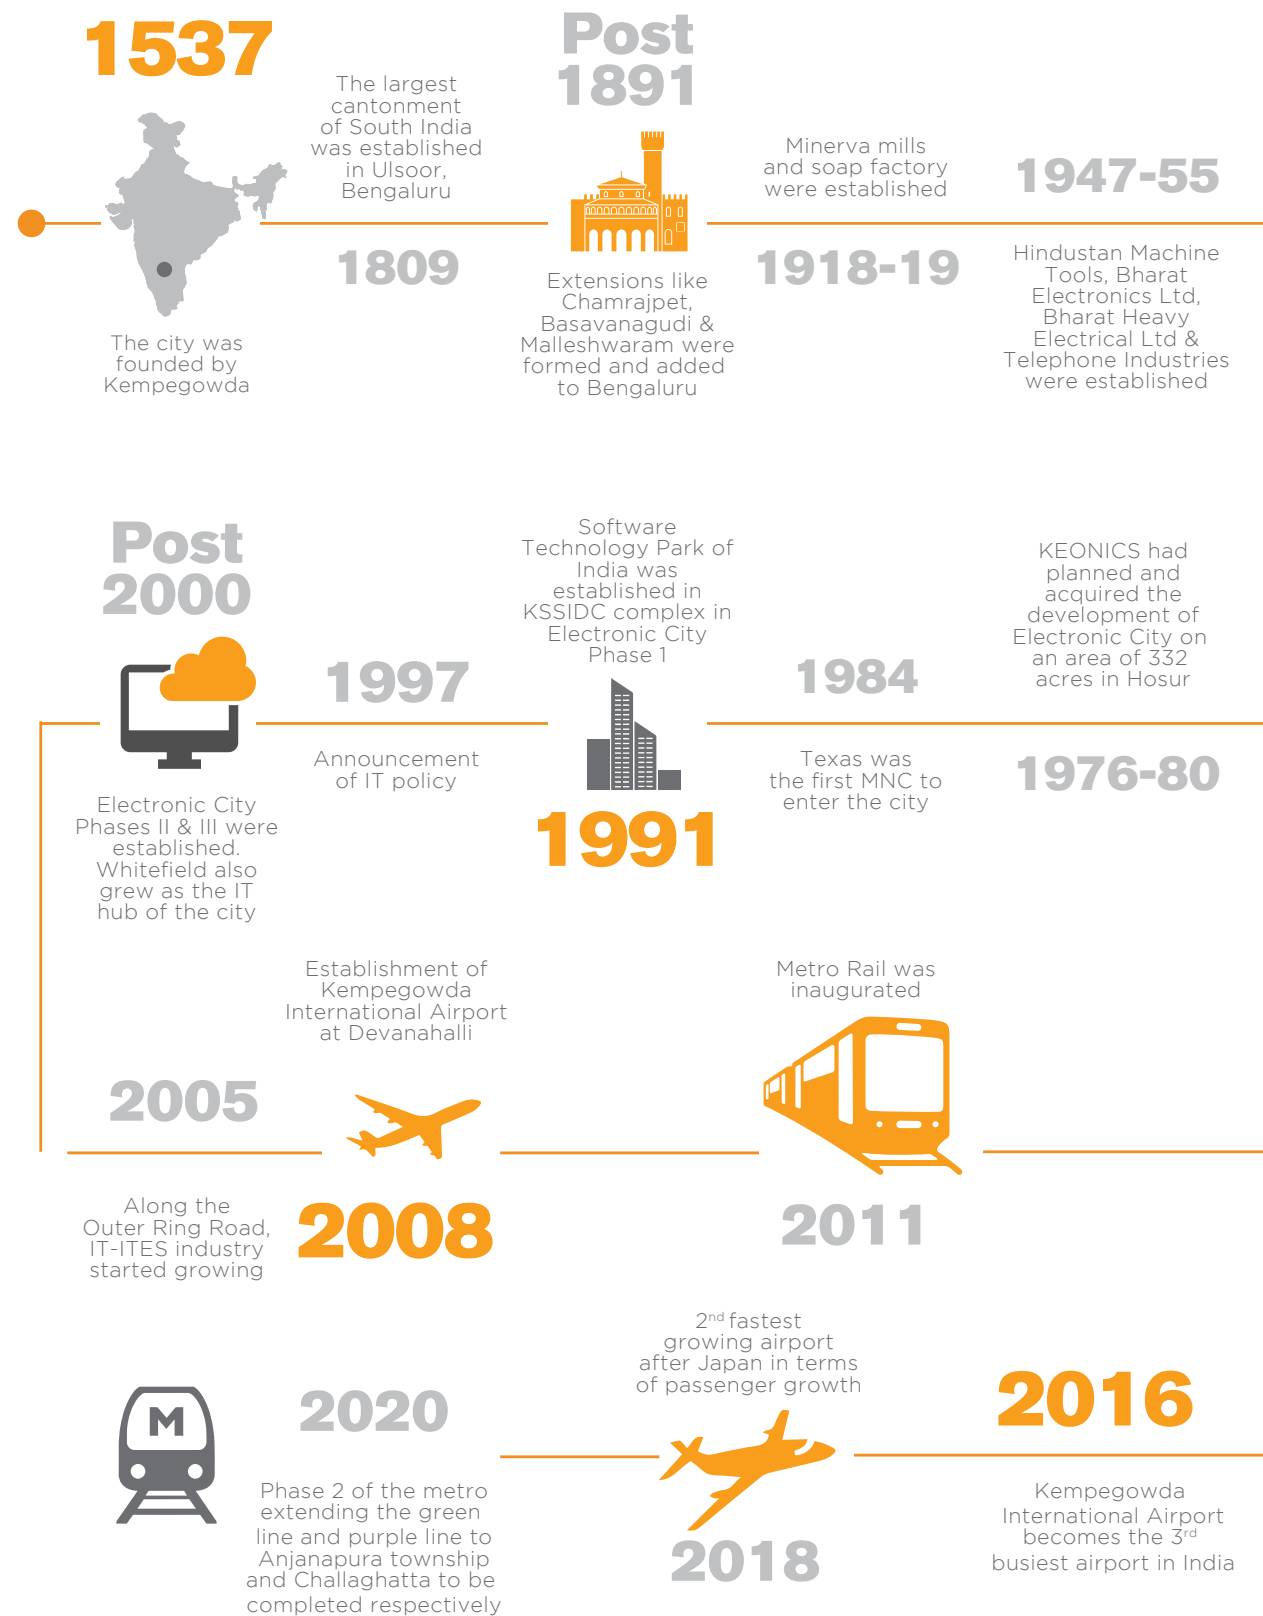 1537
The city was
founded by
Kempegowda
The largest
cantonment
of South India
was established
in Ulsoor,
Bengaluru
1809
Post
1891
Extensions like
Chamrajpet,
Basavanagudi &
Malleshwaram were
formed and added
to Bengaluru
Minerva mills
and soap factory
were established
1918-19
1947-55
Hindustan Machine
Tools, Bharat
Electronics Ltd,
Bharat Heavy
Electrical Ltd &
Telephone Industries
were established
KEONICS had
planned and
acquired the
development of
Electronic City on
an area of 332
acres in Hosur
1976-80
1984
Texas was
the first MNC to
enter the city
Software
Technology Park of
India was
established in
KSSIDC complex in
Electronic City
Phase 1
1991
1997
Announcement
of IT policy
Post
2000
Electronic City
Phases II & III were
established.
Whitefield also
grew as the IT
hub of the city
2005
Along the
Outer Ring Road,
IT-ITES industry
started growing
Establishment of
Kempegowda
International Airport
at Devanahalli
2008
Metro Rail was
inaugurated
2011
2016
Kempegowda
International Airport
becomes the 3rd
busiest airport in India
2nd fastest
growing airport
after Japan in terms
of passenger growth
2018
2020
Phase 2 of the metro
extending the green
line and purple line to
Anjanapura township
and Challaghatta to be
completed respectively
M